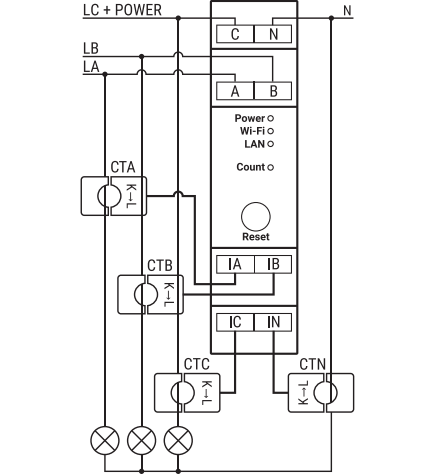 LC + POWER
N
C N
LB
LA
A B
Power
Wi-Fi
LAN
Count
CTA
K→L
Reset
IA IB
CTB
K→L
IC IN
CTC
K→L
CTN
K←L